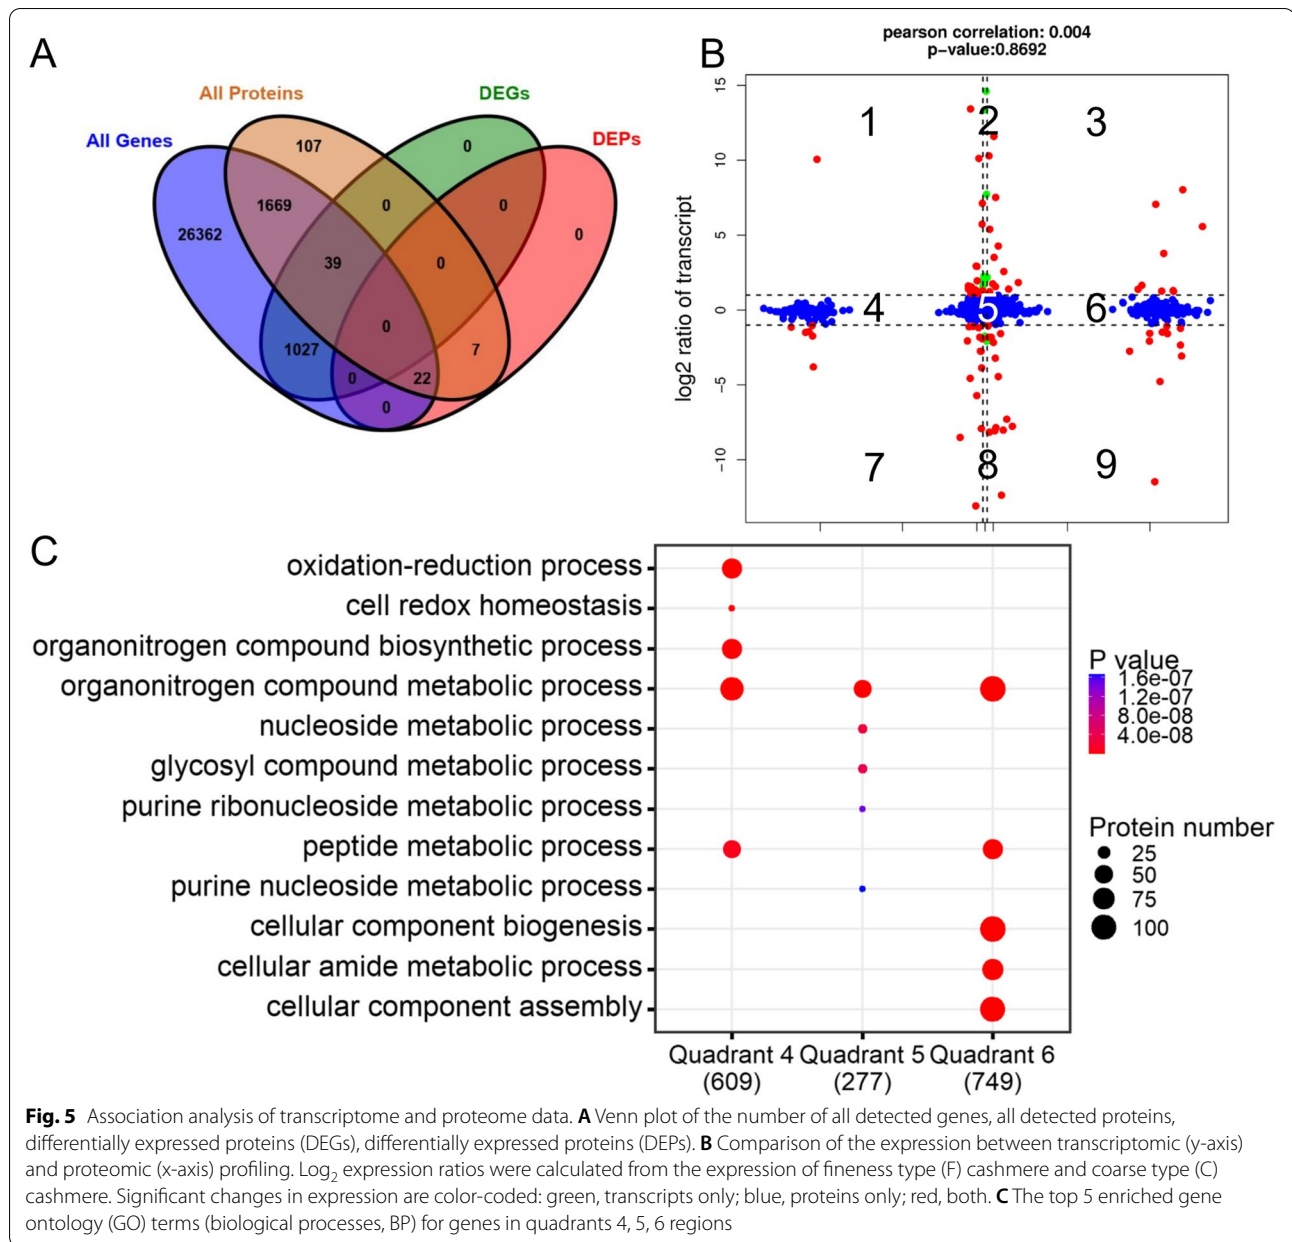 A
All Proteins
DEGs
All Genes
DEPs
107
0
1669
0
0
26362
0
39
0
0
1027
7
0
22
0
B
pearson correlation: 0.004
p-value:0.8692
log2 ratio of transcript
15
10
5
0
-5
-10
1
2
3
4
5
6
7
8
9
C
oxidation-reduction process
cell redox homeostasis
organonitrogen compound biosynthetic process
organonitrogen compound metabolic process
nucleoside metabolic process
glycosyl compound metabolic process
purine ribonucleoside metabolic process
peptide metabolic process
purine nucleoside metabolic process
cellular component biogenesis
cellular amide metabolic process
cellular component assembly
Quadrant 4 Quadrant 5 Quadrant 6
(609) (277) (749)
P value
1.6e-07
1.2e-07
8.0e-08
4.0e-08
Protein number
25
50
75
100
Fig. 5 Association analysis of transcriptome and proteome data. A Venn plot of the number of all detected genes, all detected proteins,
differentially expressed proteins (DEGs), differentially expressed proteins (DEPs). B Comparison of the expression between transcriptomic (y-axis)
and proteomic (x-axis) profiling. Log2 expression ratios were calculated from the expression of fineness type (F) cashmere and coarse type (C)
cashmere. Significant changes in expression are color-coded: green, transcripts only; blue, proteins only; red, both. C The top 5 enriched gene
ontology (GO) terms (biological processes, BP) for genes in quadrants 4, 5, 6 regions